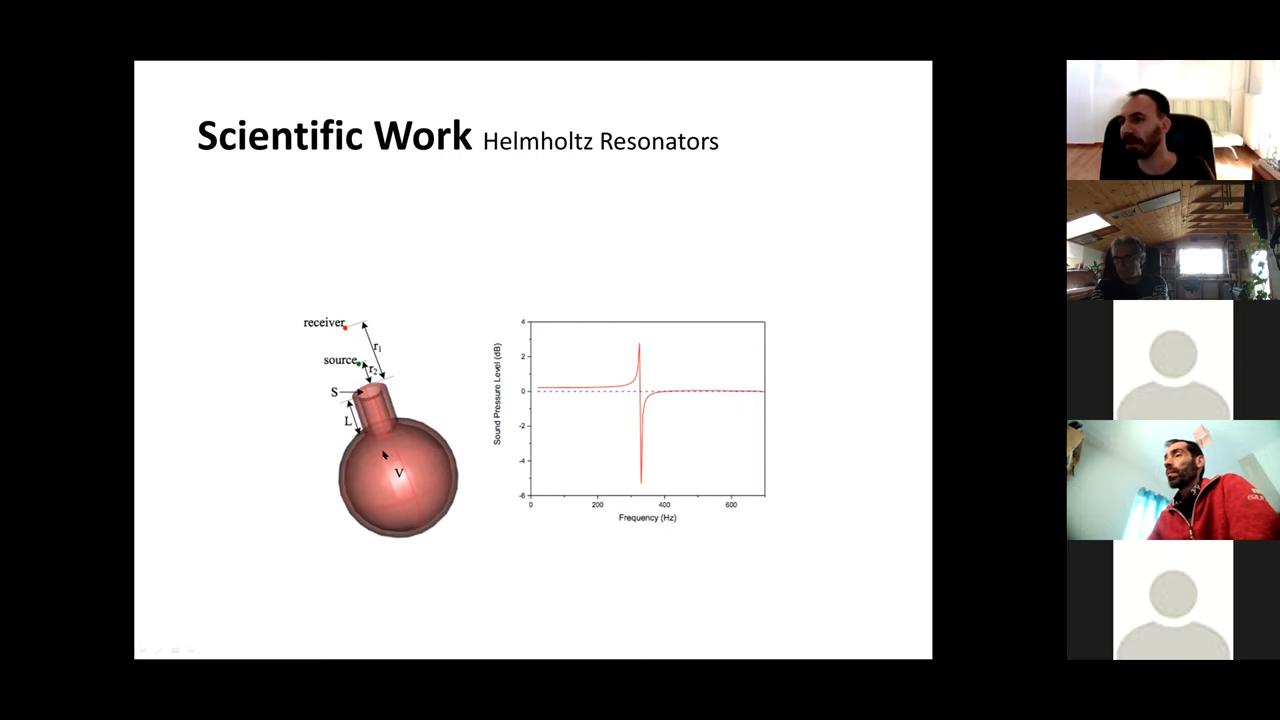 Scientific Work Helmholtz Resonators
receiver
r1
source
r2
S
L
V
Sound Pressure Level (dB)
4
2
0
-2
-4
-6
0 200 400 600
Frequency (Hz)